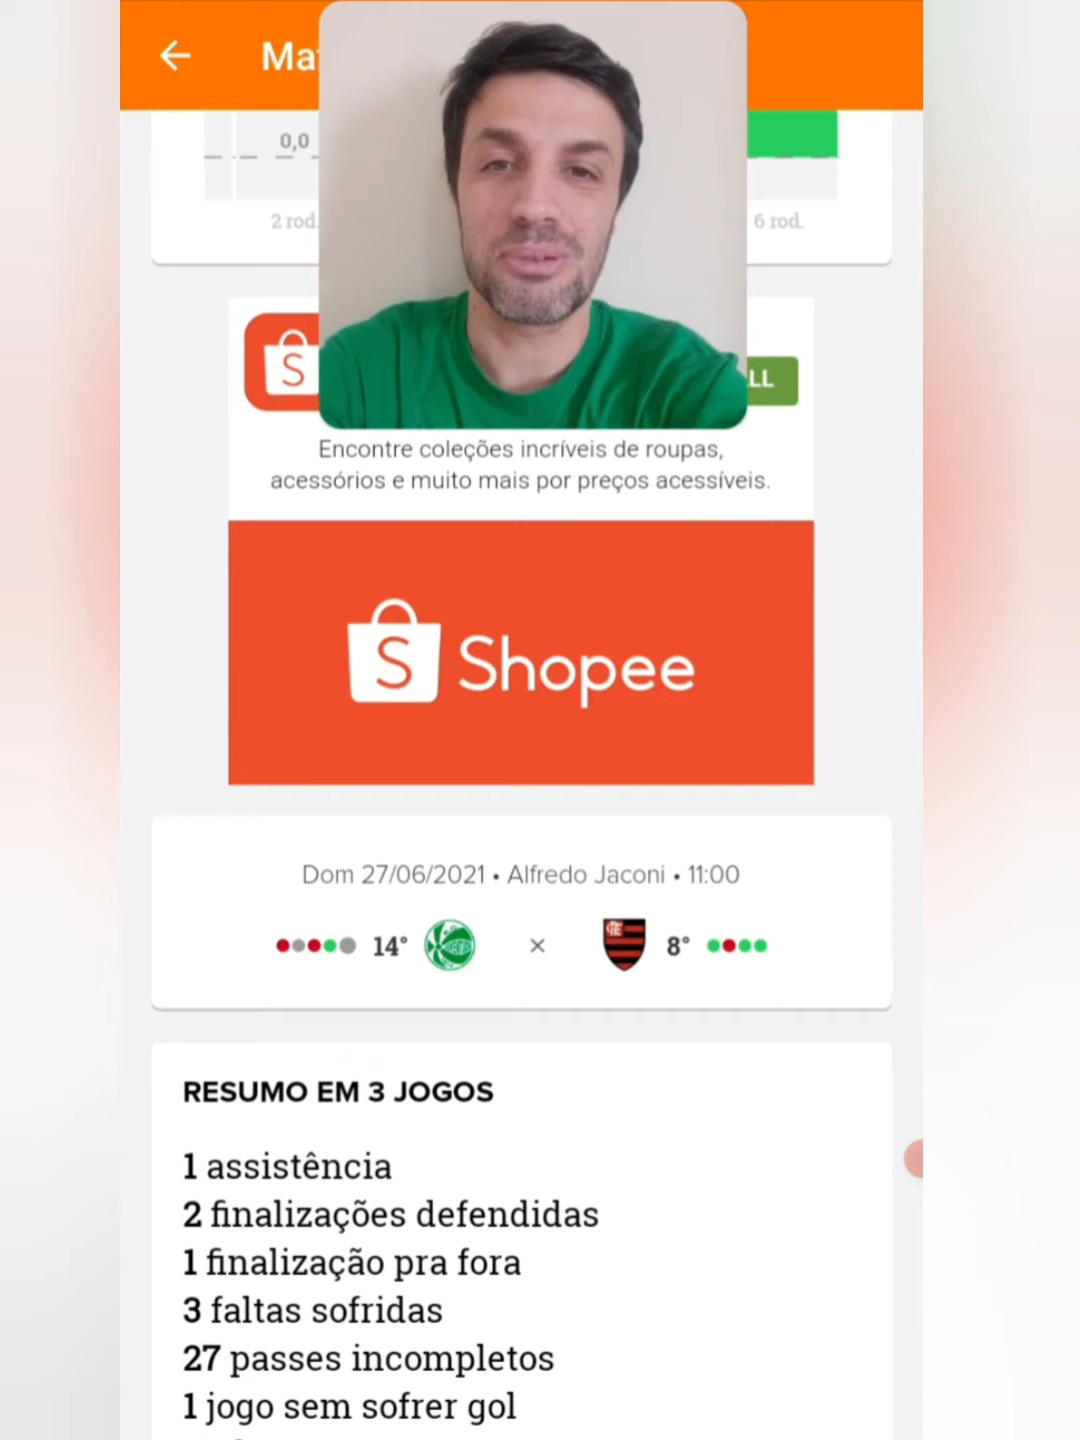 Ma
0,0
2 rod.
6 rod.
S
LL
Encontre coleções incríveis de roupas,
acessórios e muito mais por preços acessíveis.
S Shopee
Dom 27/06/2021 • Alfredo Jaconi • 11:00
14° × 8°
RESUMO EM 3 JOGOS
1 assistência
2 finalizações defendidas
1 finalização pra fora
3 faltas sofridas
27 passes incompletos
1 jogo sem sofrer gol